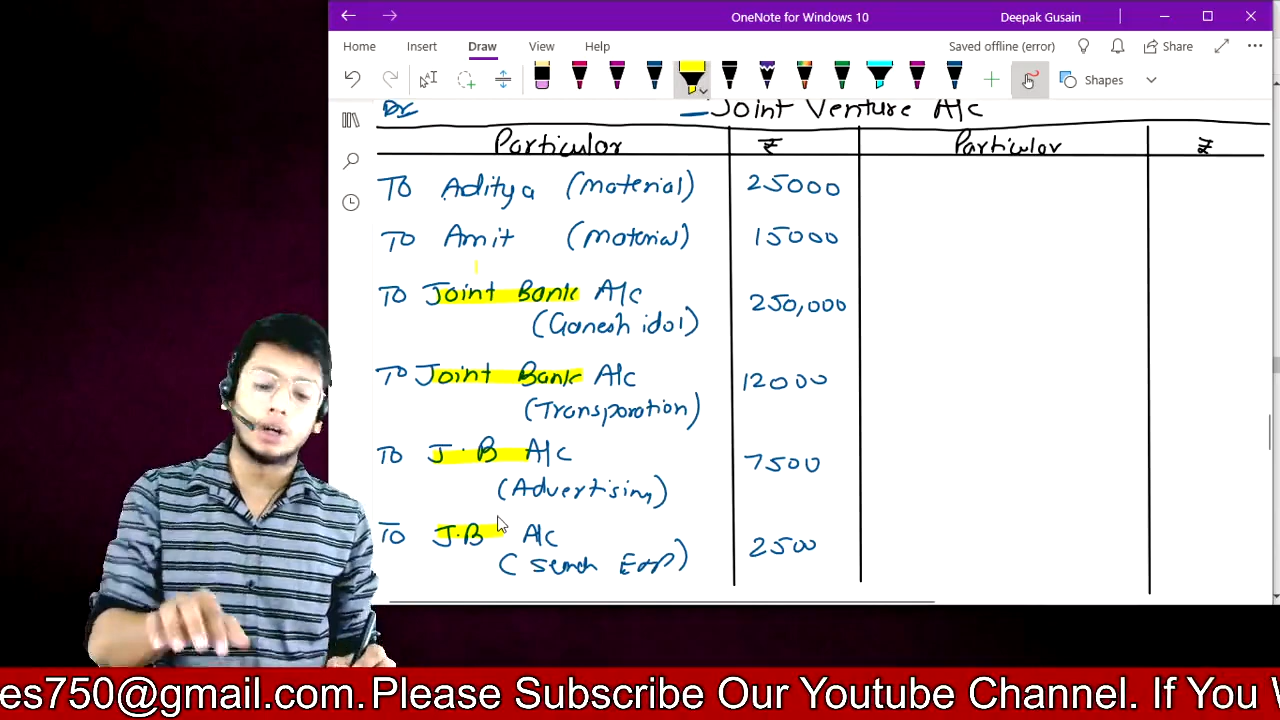 OneNote for Windows 10
Deepak Gusain
Home Insert Draw View Help
Saved offline (error)
Share
Shapes
Dr Joint Venture A/c
Particular ₹ Particular ₹
To Aditya (material) 25000
To Amit (Material) 15000
To Joint Bank A/c
(Ganesh idol) 250,000
To Joint Bank A/c 12000
(Transporation)
To J.B A/c 7500
(Advertising)
To J.B A/c 2500
(
es750@gmail.com. Please Subscribe Our Youtube Channel. If You W